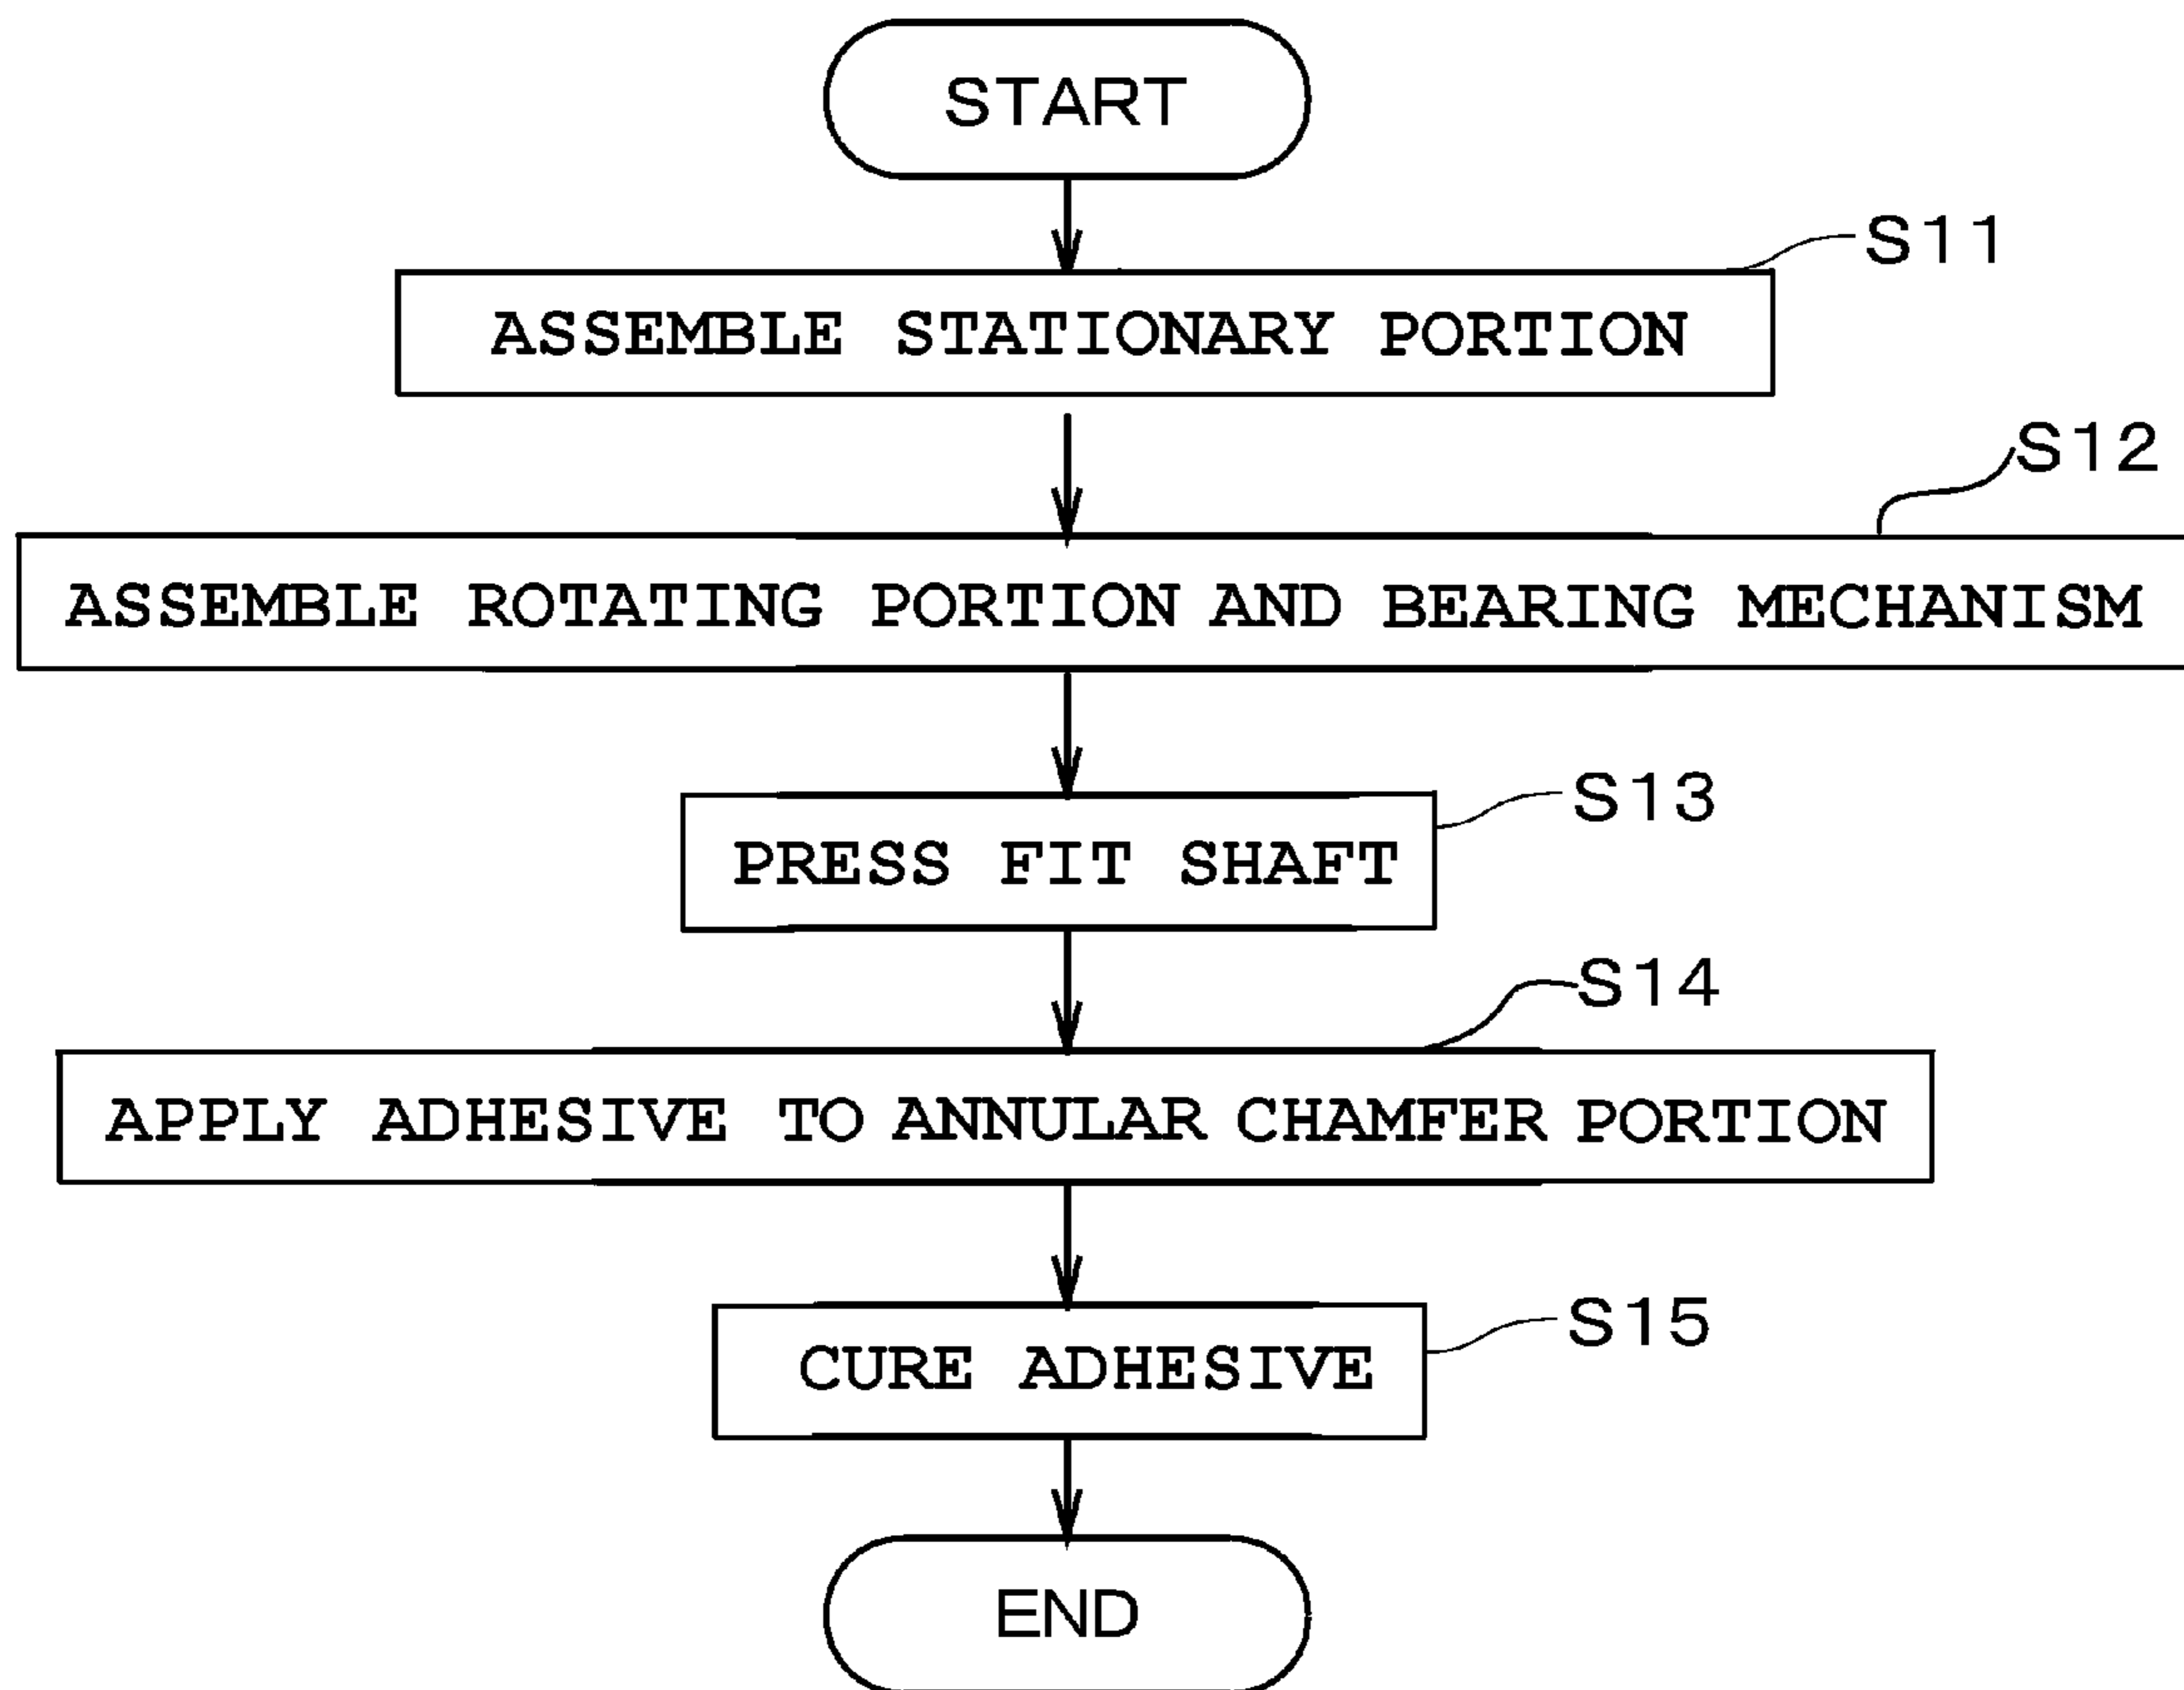 START
S11
ASSEMBLE STATIONARY PORTION
S12
ASSEMBLE ROTATING PORTION AND BEARING MECHANISM
S13
PRESS FIT SHAFT
S14
APPLY ADHESIVE TO ANNULAR CHAMFER PORTION
S15
CURE ADHESIVE
END